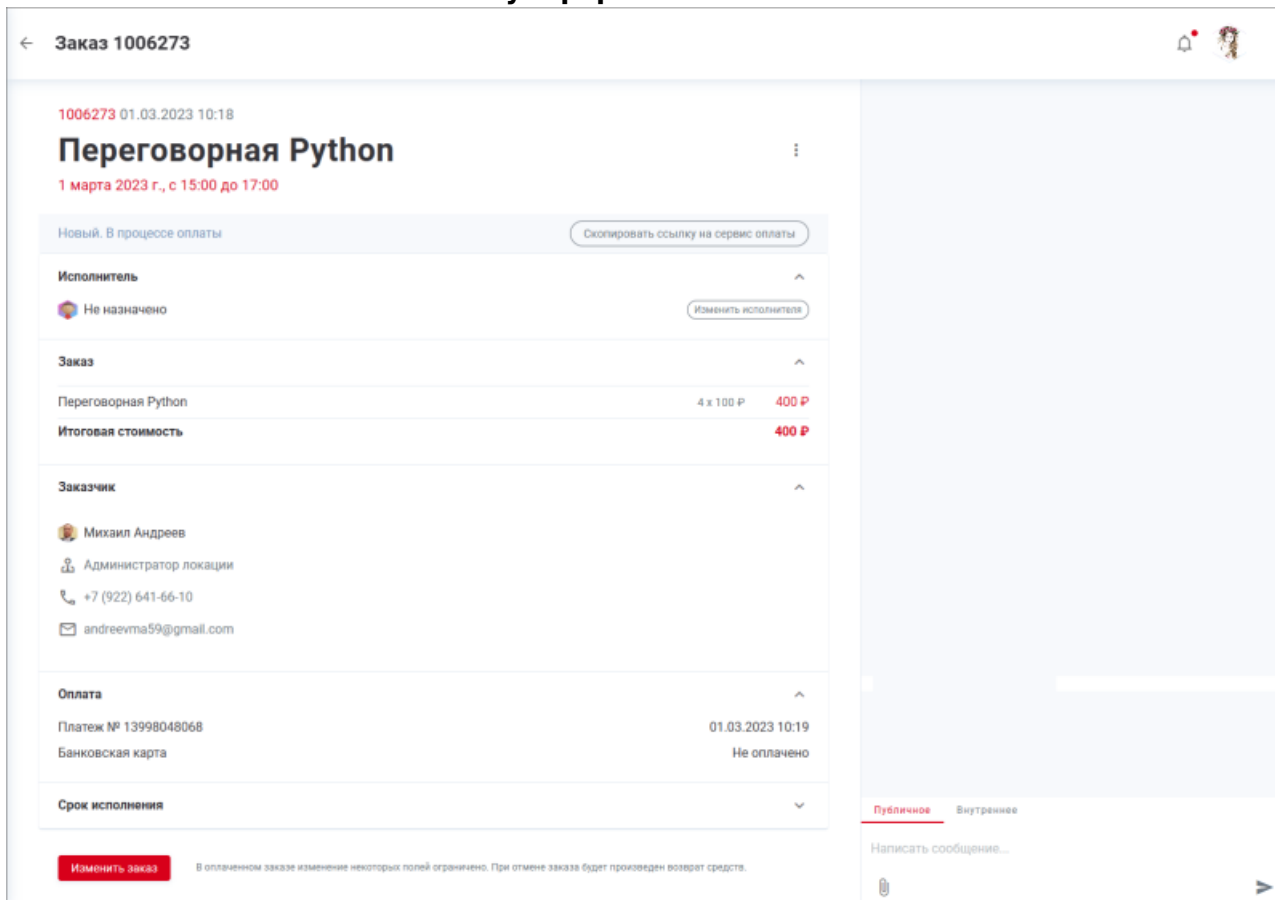 Заказ 1006273
1006273 01.03.2023 10:18
Переговорная Python
1 марта 2023 г., с 15:00 до 17:00
Новый. В процессе оплаты Скопировать ссылку на сервис оплаты
Исполнитель
Не назначено Изменить исполнителя
Заказ
Переговорная Python 4 x 100 ₽ 400 ₽
Итоговая стоимость 400 ₽
Заказчик
Михаил Андреев
Администратор локации
+7 (922) 641-66-10
andreevma59@gmail.com
Оплата
Платеж № 13998048068 01.03.2023 10:19
Банковская карта Не оплачено
Срок исполнения
Публичное Внутреннее
Написать сообщение...
Изменить заказ В оплаченном заказе изменение некоторых полей ограничено. При отмене заказа будет произведен возврат средств.